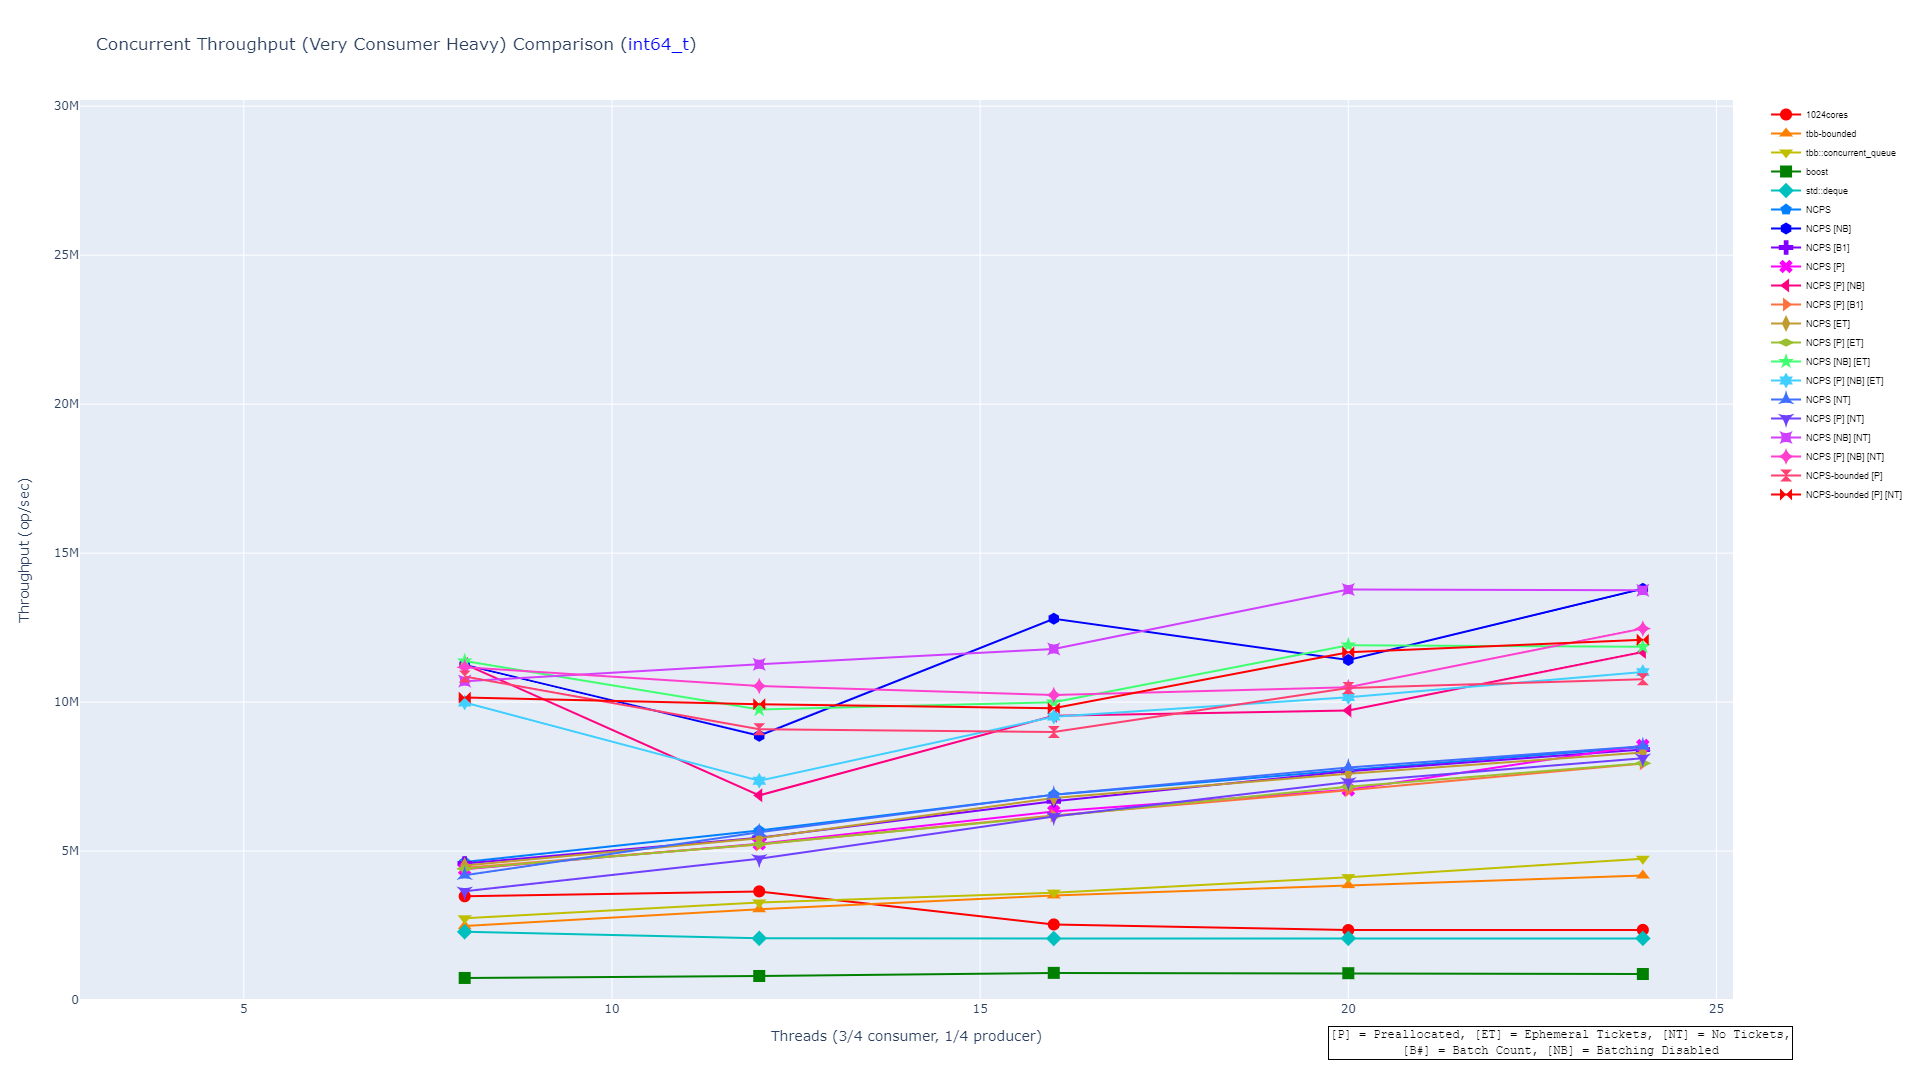 Concurrent Throughput (Very Consumer Heavy) Comparison (int64_t)
30M
25M
20M
15M
10M
5M
0
Throughput (op/sec)
5
10
15
20
25
Threads (3/4 consumer, 1/4 producer)
1024cores
tbb-bounded
tbb::concurrent_queue
boost
std::deque
NCPS
NCPS [NB]
NCPS [B1]
NCPS [P]
NCPS [P] [NB]
NCPS [P] [B1]
NCPS [ET]
NCPS [P] [ET]
NCPS [NB] [ET]
NCPS [P] [NB] [ET]
NCPS [NT]
NCPS [P] [NT]
NCPS [NB] [NT]
NCPS [P] [NB] [NT]
NCPS-bounded [P]
NCPS-bounded [P] [NT]
[P] = Preallocated, [ET] = Ephemeral Tickets, [NT] = No Tickets,
[B#] = Batch Count, [NB] = Batching Disabled